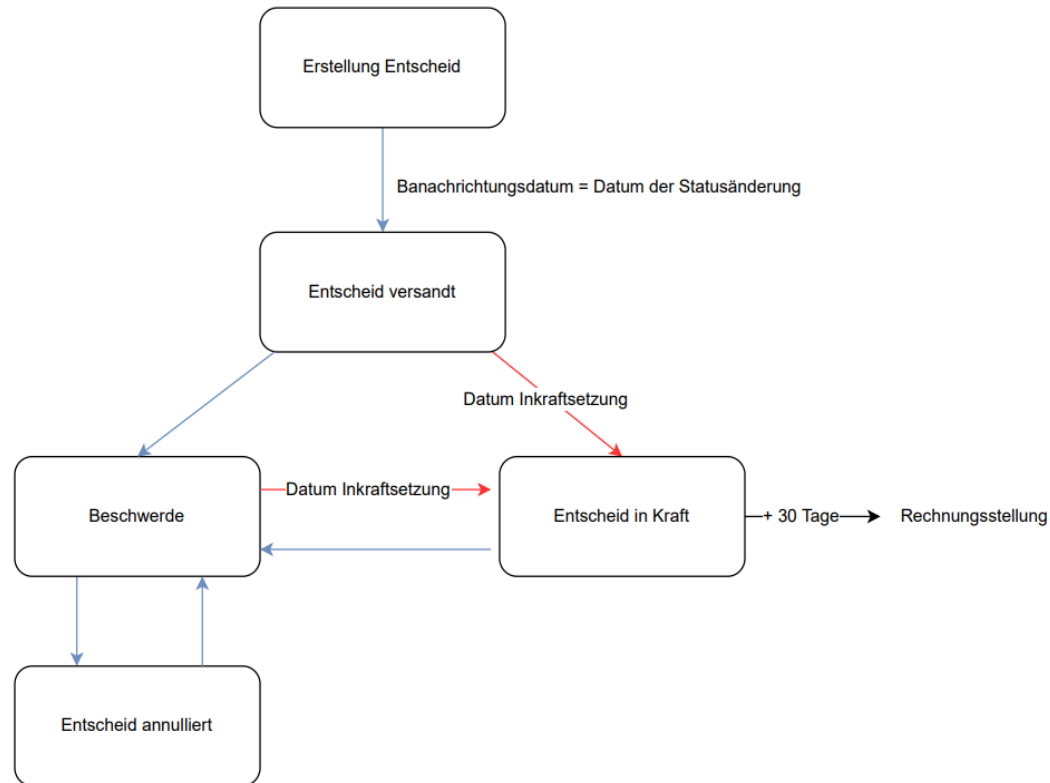 Erstellung Entscheid
Banachrichtungsdatum = Datum der Statusänderung
Entscheid versandt
Datum Inkraftsetzung
Beschwerde
Datum Inkraftsetzung
Entscheid in Kraft
+ 30 Tage
Rechnungsstellung
Entscheid annulliert